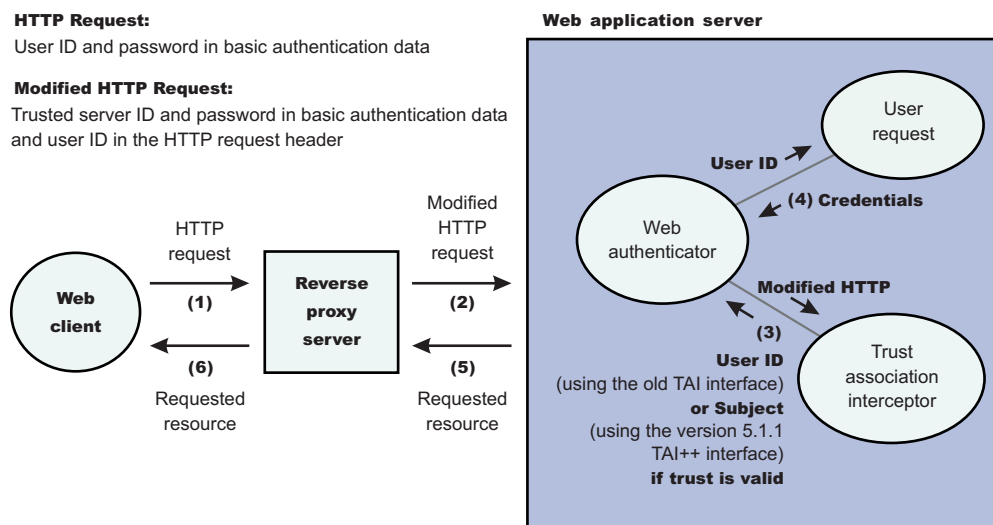 HTTP Request:
User ID and password in basic authentication data
Modified HTTP Request:
Trusted server ID and password in basic authentication data
and user ID in the HTTP request header
Web application server
User
request
User ID
(4) Credentials
Web
authenticator
Modified HTTP
(3)
User ID
(using the old TAI interface)
or Subject
(using the version 5.1.1
TAI++ interface)
if trust is valid
Trust
association
interceptor
Web
client
HTTP
request
(1)
(6)
Requested
resource
Reverse
proxy
server
Modified
HTTP
request
(2)
(5)
Requested
resource